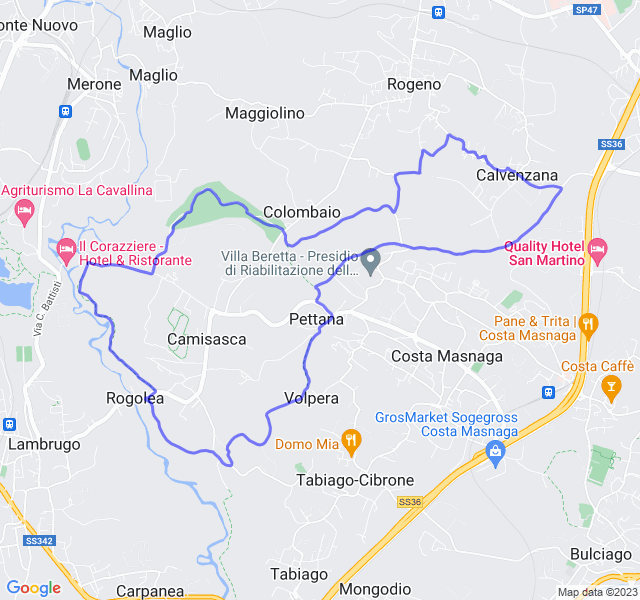 SP47
onte Nuovo
Maglio
Maglio
Merone
Rogeno
Maggiolino
SS36
Calvenzana
Agriturismo La Cavallina
Colombaio
Il Corazziere -
Hotel & Ristorante
Villa Beretta - Presidio
di Riabilitazione dell...
Quality Hotel
San Martino
Via C. Battisti
Pettana
Pane & Trita |
Costa Masnaga
Camisasca
Costa Masnaga
Costa Caffè
Rogolea
Volpera
GrosMarket Sogegross
Costa Masnaga
Lambrugo
Domo Mia
Tabiago-Cibrone
SS36
SS342
Bulciago
Tabiago
Google
Carpanea
Mongodio
Map data ©2023